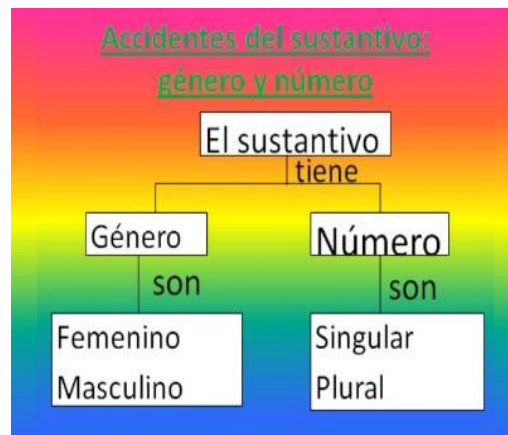 Accidentes del sustantivo:
género y número
El sustantivo
tiene
Género
Número
son
son
Femenino
Masculino
Singular
Plural